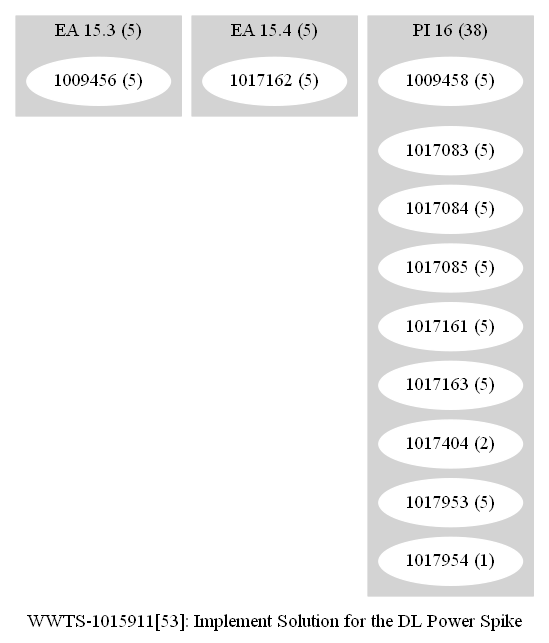 EA 15.3 (5)
1009456 (5)
EA 15.4 (5)
1017162 (5)
PI 16 (38)
1009458 (5)
1017083 (5)
1017084 (5)
1017085 (5)
1017161 (5)
1017163 (5)
1017404 (2)
1017953 (5)
1017954 (1)
WWTS-1015911[53]: Implement Solution for the DL Power Spike